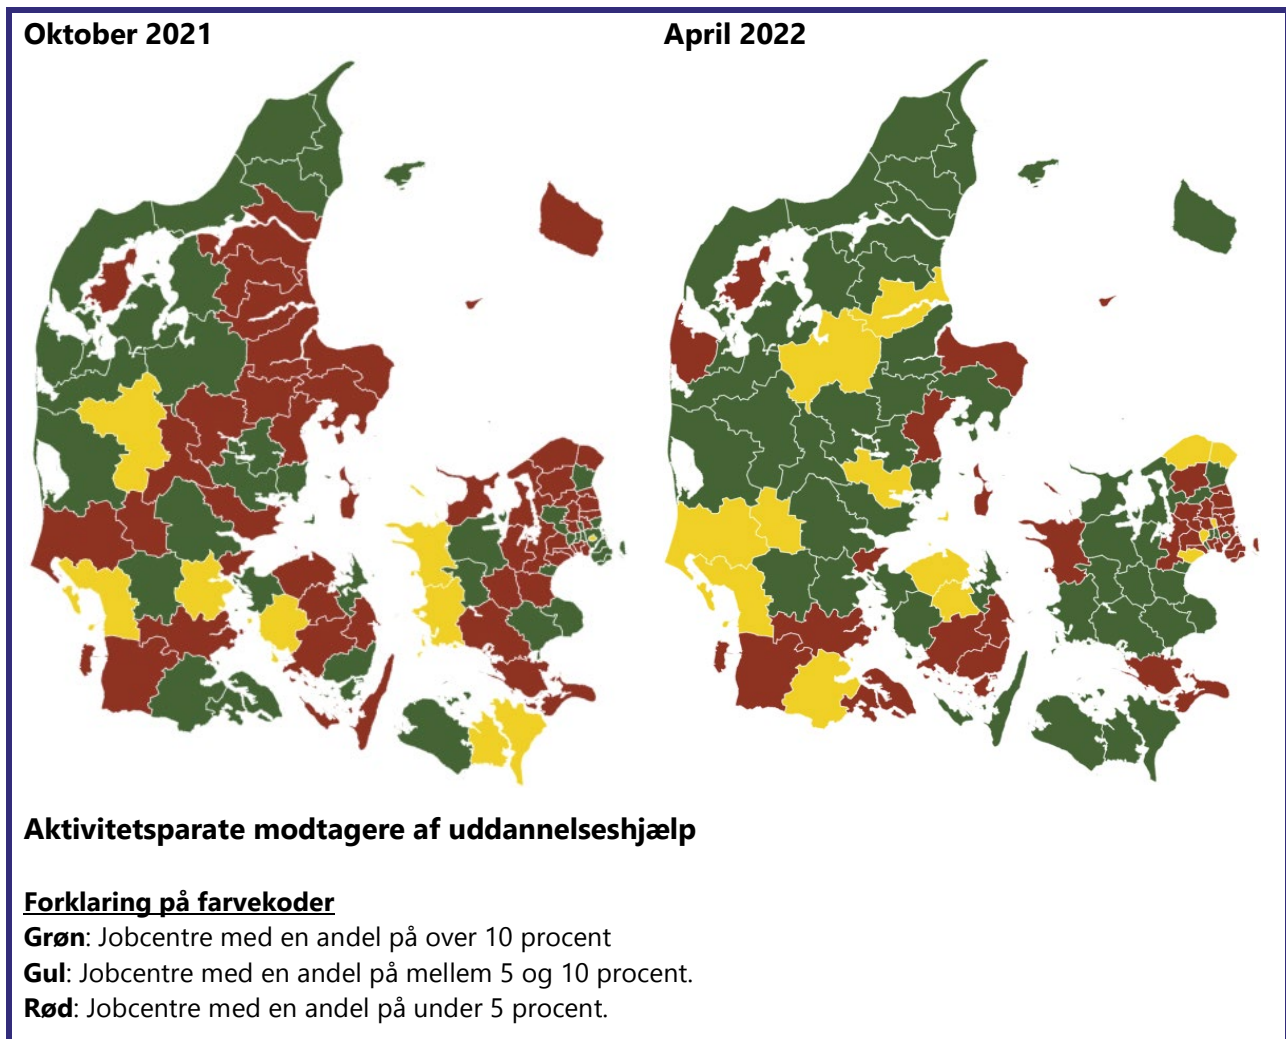 Oktober 2021
April 2022
Aktivitetsparate modtagere af uddannelseshjælp
Forklaring på farvekoder
Grøn: Jobcentre med en andel på over 10 procent
Gul: Jobcentre med en andel på mellem 5 og 10 procent.
Rød: Jobcentre med en andel på under 5 procent.